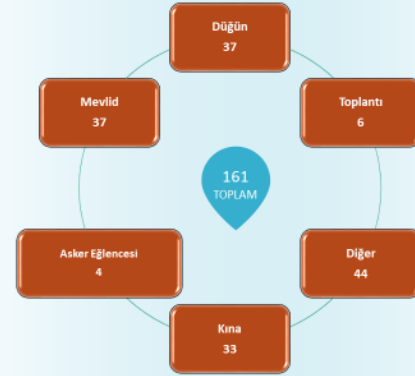 Düğün
37
Mevlid
37
Toplantı
6
161
TOPLAM
Asker Eğlencesi
4
Diğer
44
Kına
33